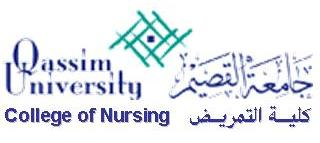 Qassim
University
جامعة القصيم
College of Nursing
كلية التمريض